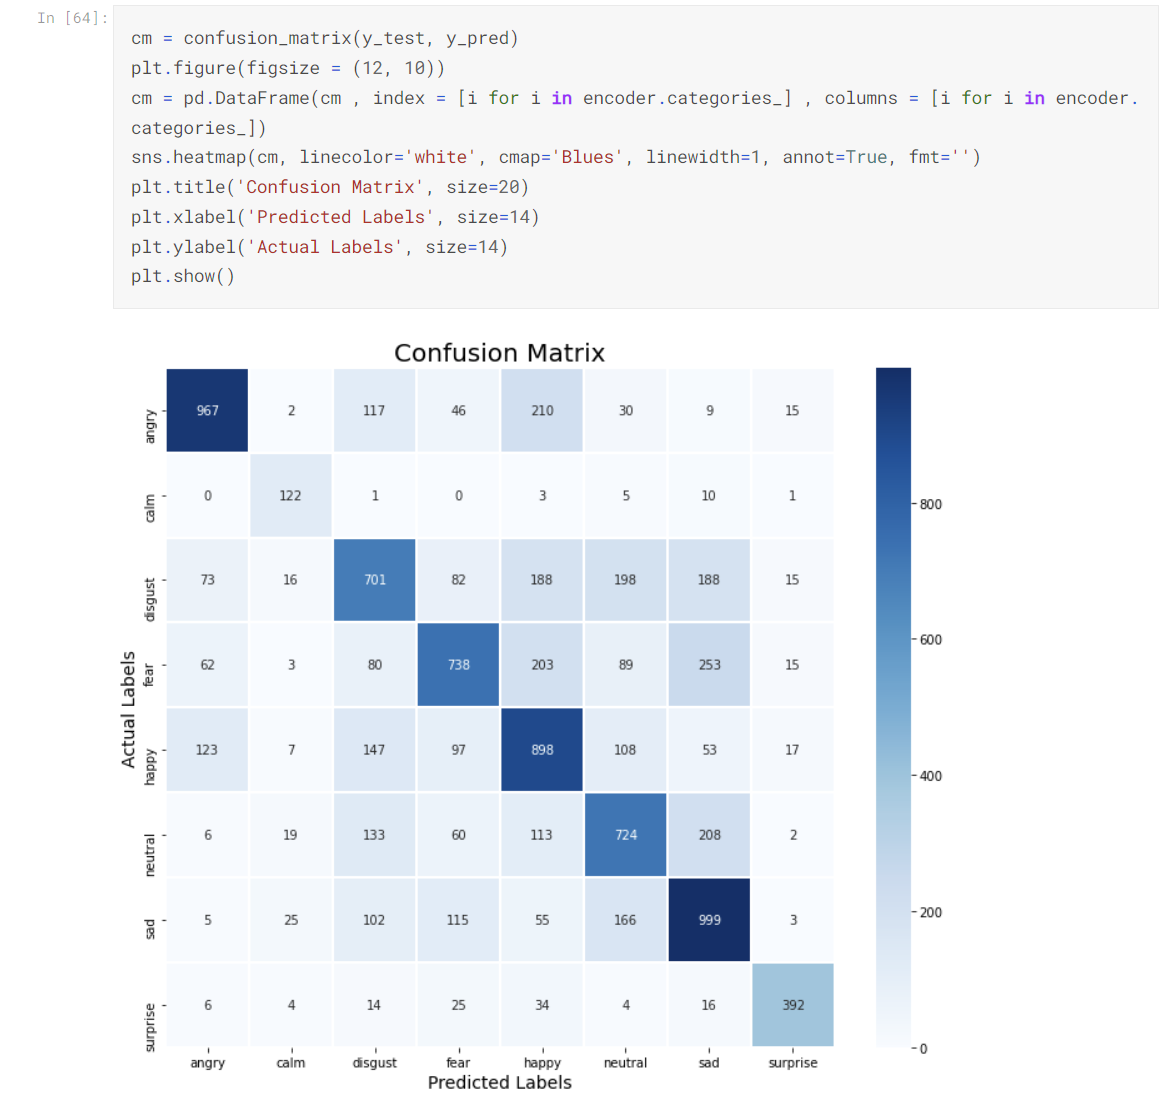 In [64]:
cm = confusion_matrix(y_test, y_pred)
plt.figure(figsize = (12, 10))
cm = pd.DataFrame(cm , index = [i for i in encoder.categories_] , columns = [i for i in encoder.
categories_])
sns.heatmap(cm, linecolor='white', cmap='Blues', linewidth=1, annot=True, fmt='')
plt.title('Confusion Matrix', size=20)
plt.xlabel('Predicted Labels', size=14)
plt.ylabel('Actual Labels', size=14)
plt.show()
Confusion Matrix
angry 967 2 117 46 210 30 9 15
calm 0 122 1 0 3 5 10 1
disgust 73 16 701 82 188 198 188 15
fear 62 3 80 738 203 89 253 15
happy 123 7 147 97 898 108 53 17
neutral 6 19 133 60 113 724 208 2
sad 5 25 102 115 55 166 999 3
surprise 6 4 14 25 34 4 16 392
angry calm disgust fear happy neutral sad surprise
Predicted Labels
Actual Labels
800
600
400
200
0